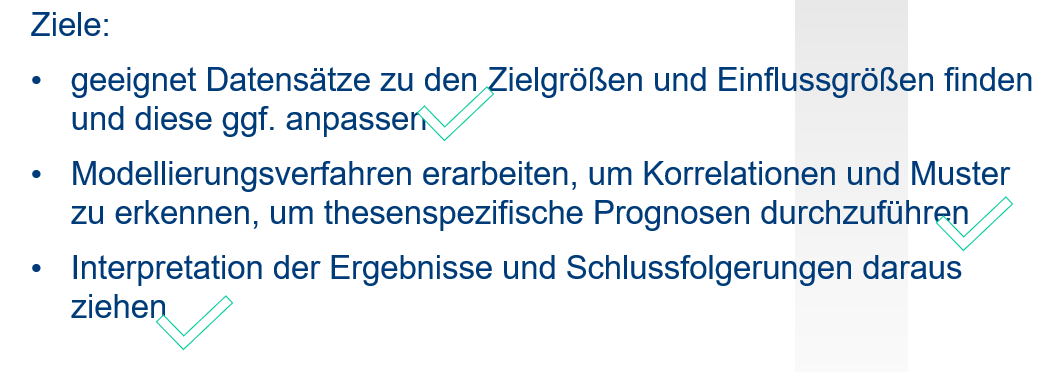 Ziele:
• geeignet Datensätze zu den Zielgrößen und Einflussgrößen finden
und diese ggf. anpassen
• Modellierungsverfahren erarbeiten, um Korrelationen und Muster
zu erkennen, um thesenspezifische Prognosen durchzuführen
• Interpretation der Ergebnisse und Schlussfolgerungen daraus
ziehen